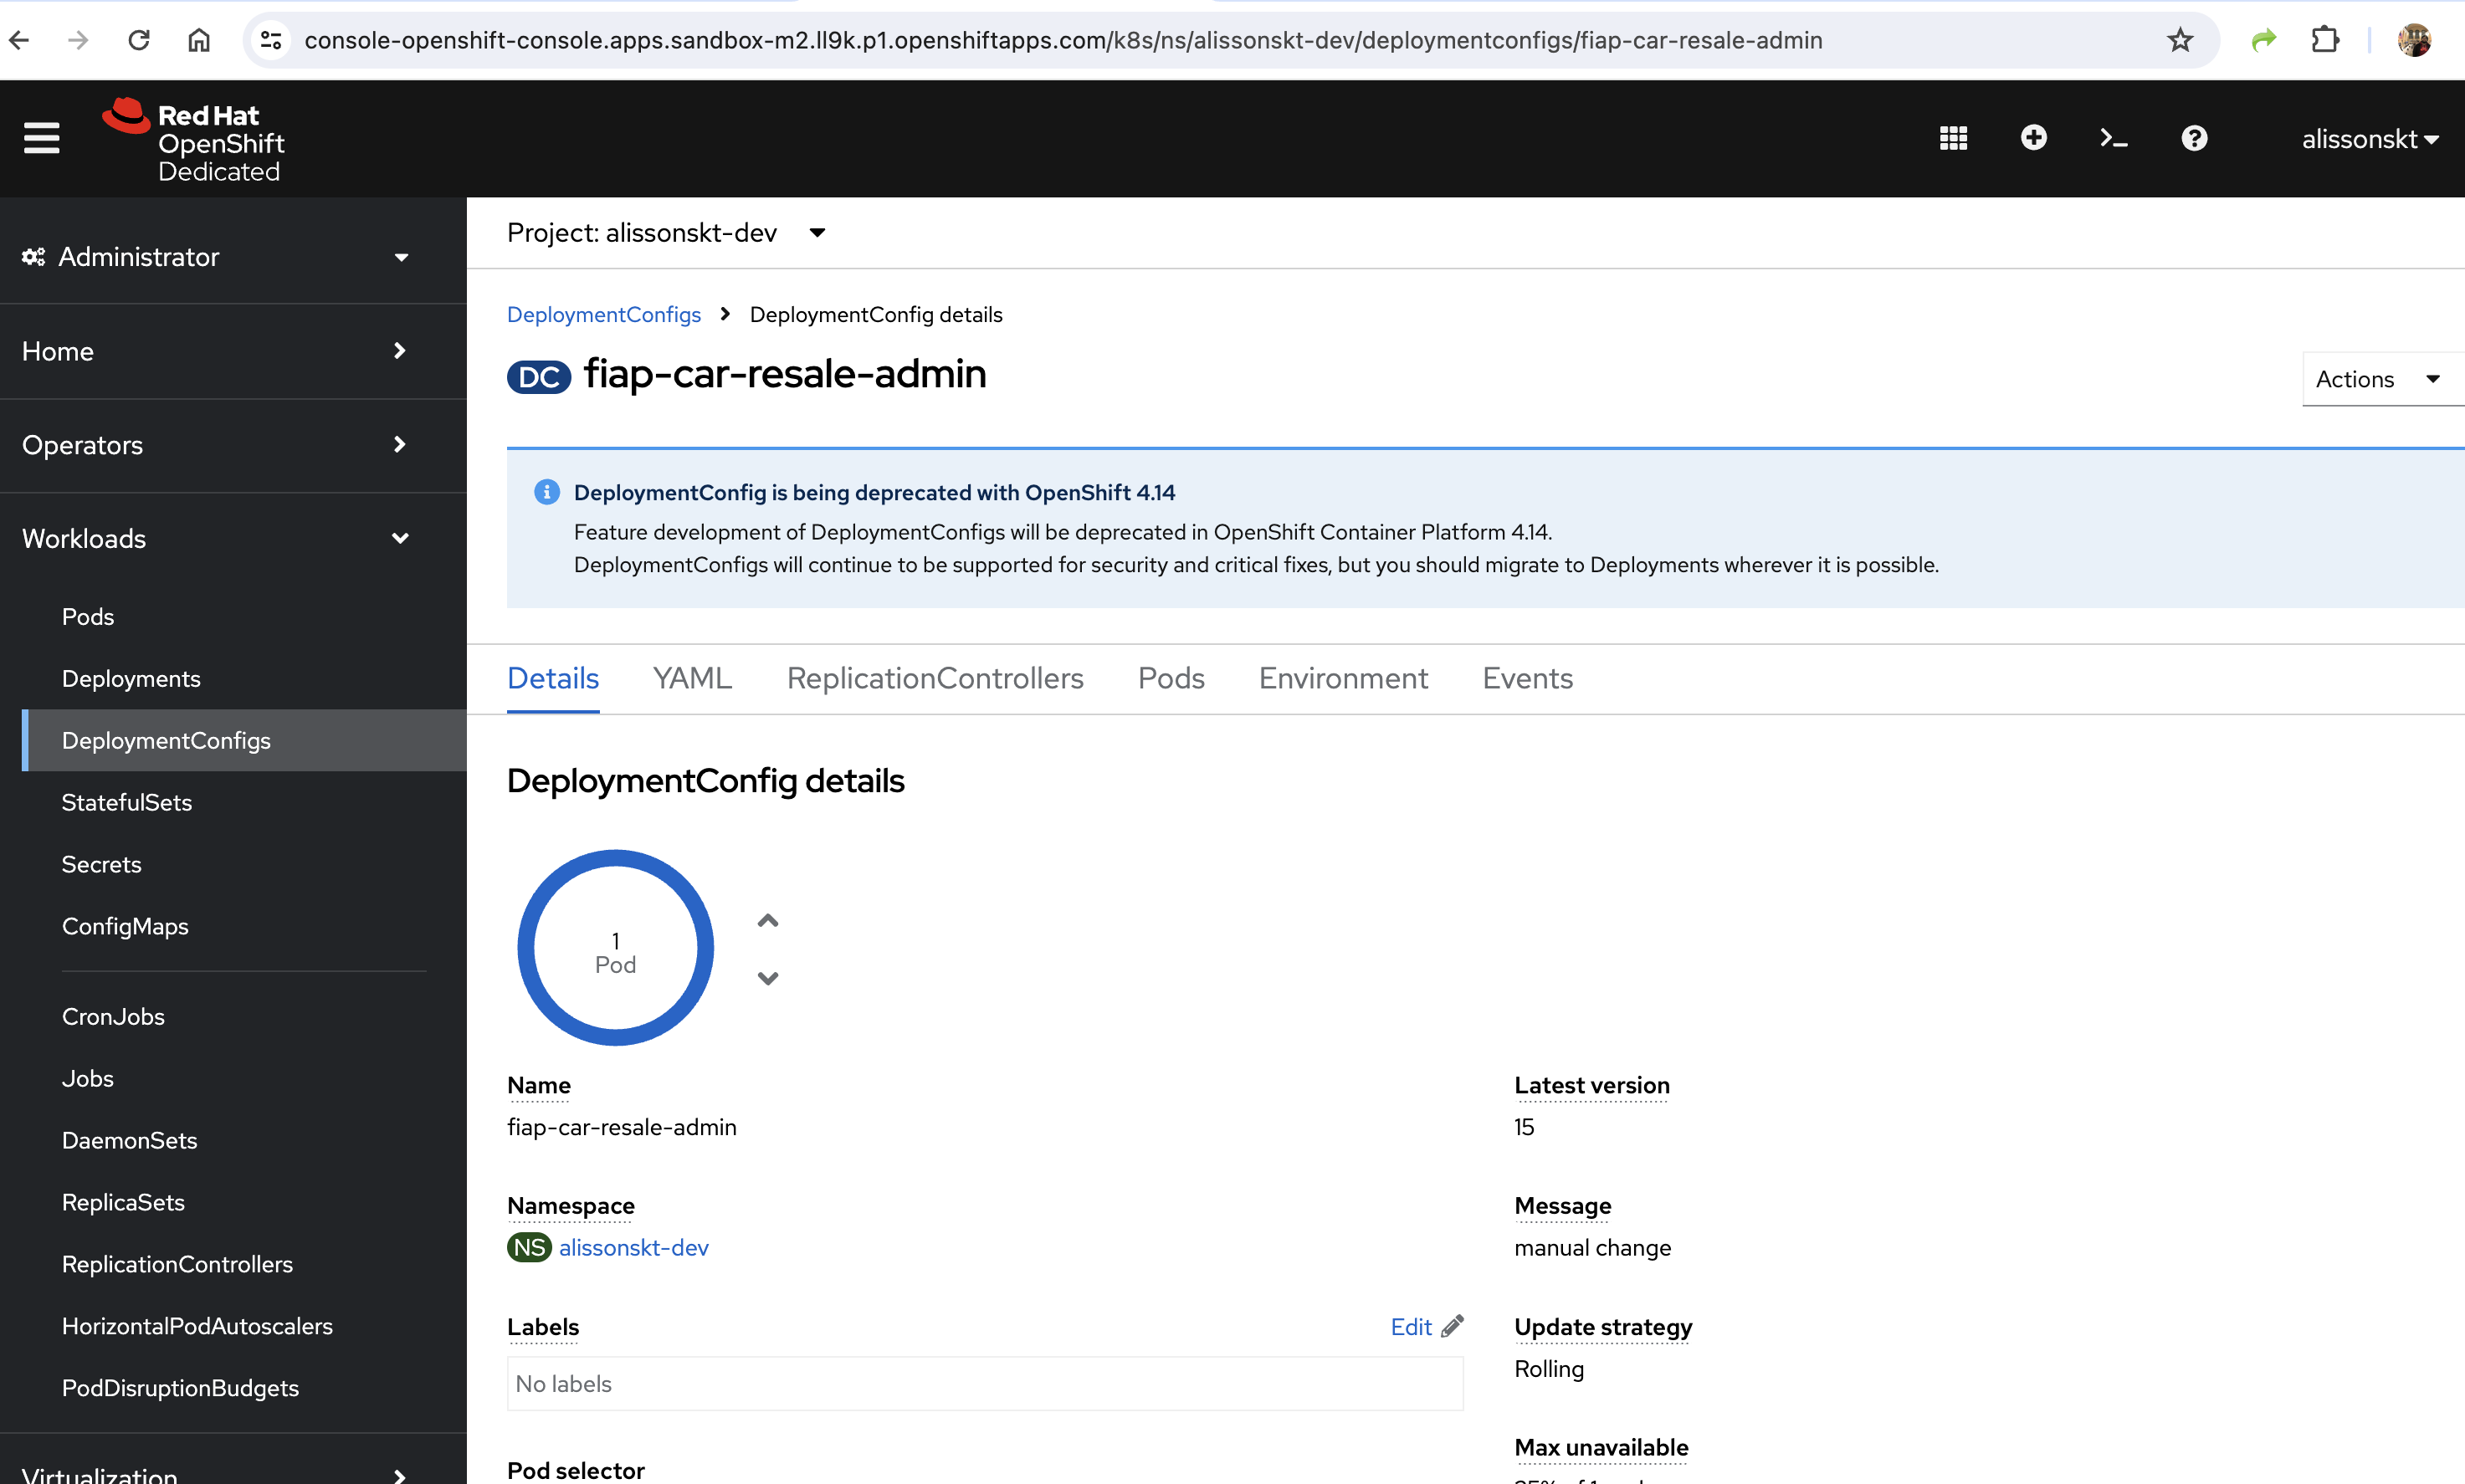 console-openshift-console.apps.sandbox-m2.ll9k.p1.openshiftapps.com/k8s/ns/alissonskt-dev/deploymentconfigs/fiap-car-resale-admin
Red Hat
OpenShift
Dedicated
alissonskt
Administrator
Home
Operators
Workloads
Pods
Deployments
DeploymentConfigs
StatefulSets
Secrets
ConfigMaps
CronJobs
Jobs
DaemonSets
ReplicaSets
ReplicationControllers
HorizontalPodAutoscalers
PodDisruptionBudgets
Virtualization
Project: alissonskt-dev
DeploymentConfigs > DeploymentConfig details
DC fiap-car-resale-admin
Actions
DeploymentConfig is being deprecated with OpenShift 4.14
Feature development of DeploymentConfigs will be deprecated in OpenShift Container Platform 4.14.
DeploymentConfigs will continue to be supported for security and critical fixes, but you should migrate to Deployments wherever it is possible.
Details YAML ReplicationControllers Pods Environment Events
DeploymentConfig details
1
Pod
Name
fiap-car-resale-admin
Namespace
NS alissonskt-dev
Labels Edit
No labels
Pod selector
Latest version
15
Message
manual change
Update strategy
Rolling
Max unavailable